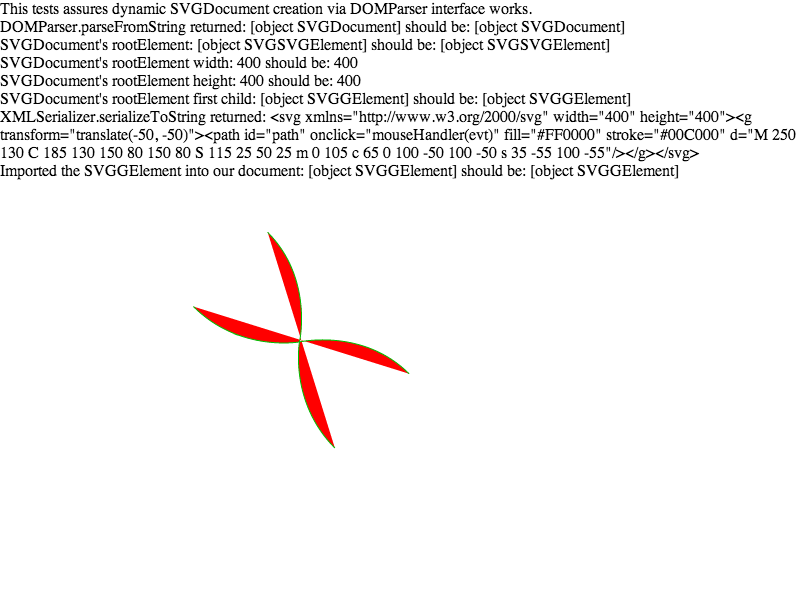 This tests assures dynamic SVGDocument creation via DOMParser interface works.
DOMParser.parseFromString returned: [object SVGDocument] should be: [object SVGDocument]
SVGDocument's rootElement: [object SVGSVGElement] should be: [object SVGSVGElement]
SVGDocument's rootElement width: 400 should be: 400
SVGDocument's rootElement height: 400 should be: 400
SVGDocument's rootElement first child: [object SVGGElement] should be: [object SVGGElement]
XMLSerializer.serializeToString returned: <svg xmlns="http://www.w3.org/2000/svg" width="400" height="400"><g
transform="translate(-50, -50)"><path id="path" onclick="mouseHandler(evt)" fill="#FF0000" stroke="#00C000" d="M 250
130 C 185 130 150 80 150 80 S 115 25 50 25 m 0 105 c 65 0 100 -50 100 -50 s 35 -55 100 -55"/></g></svg>
Imported the SVGGElement into our document: [object SVGGElement] should be: [object SVGGElement]